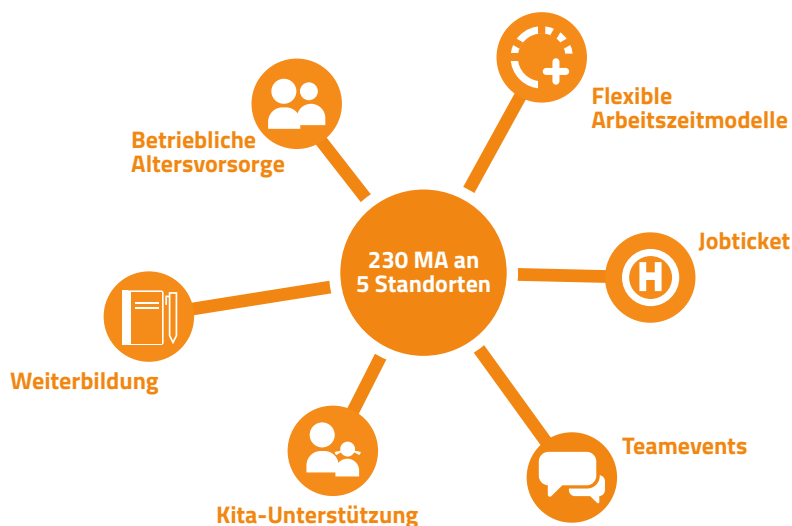 Flexible
Arbeitszeitmodelle
Betriebliche
Altersvorsorge
Jobticket
H
230 MA an
5 Standorten
Weiterbildung
Teamevents
Kita-Unterstützung